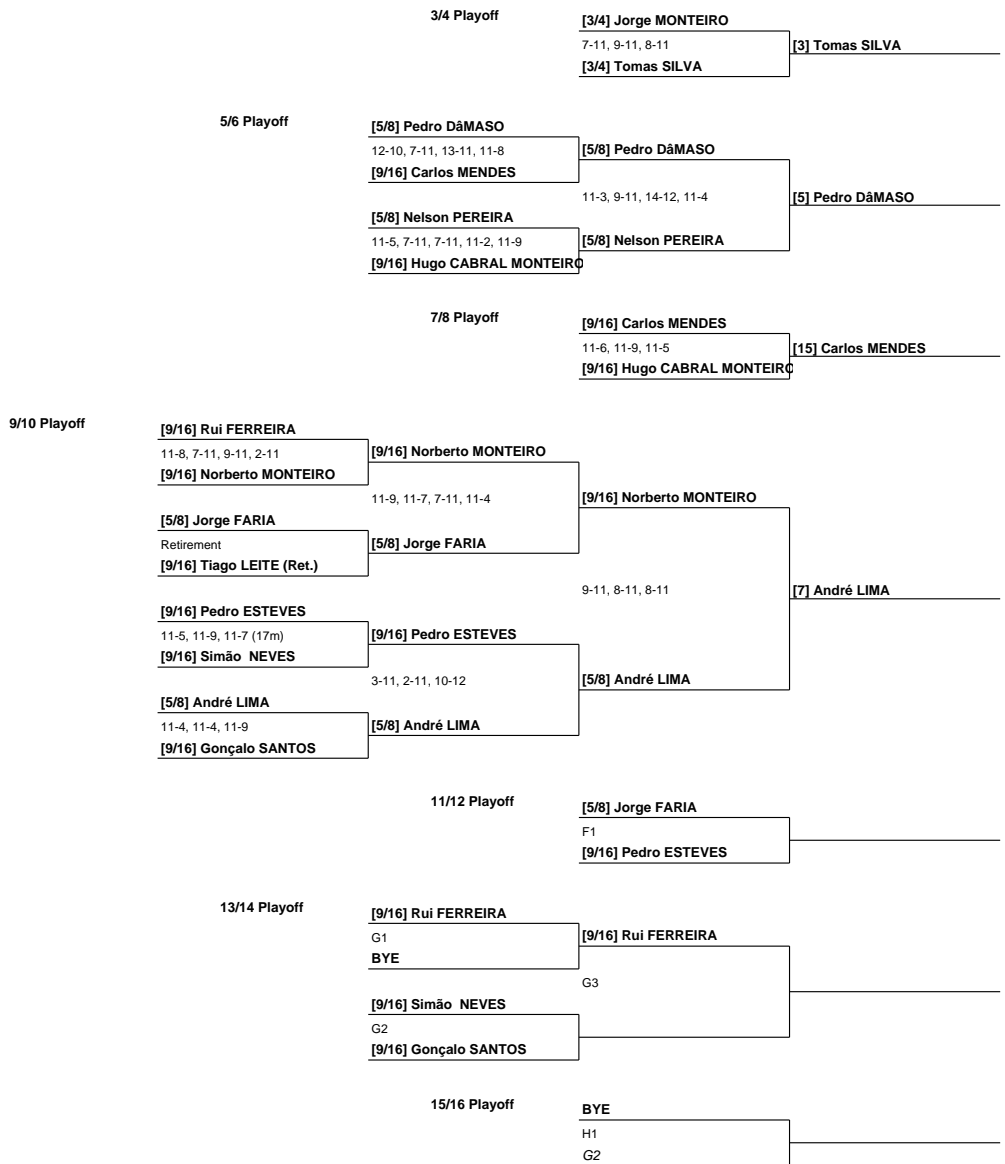 3/4 Playoff
[3/4] Jorge MONTEIRO
7-11, 9-11, 8-11
[3] Tomas SILVA
[3/4] Tomas SILVA
5/6 Playoff
[5/8] Pedro DâMASO
12-10, 7-11, 13-11, 11-8
[5/8] Pedro DâMASO
[9/16] Carlos MENDES
11-3, 9-11, 14-12, 11-4
[5] Pedro DâMASO
[5/8] Nelson PEREIRA
11-5, 7-11, 7-11, 11-2, 11-9
[5/8] Nelson PEREIRA
[9/16] Hugo CABRAL MONTEIRO
7/8 Playoff
[9/16] Carlos MENDES
11-6, 11-9, 11-5
[15] Carlos MENDES
[9/16] Hugo CABRAL MONTEIRO
9/10 Playoff
[9/16] Rui FERREIRA
11-8, 7-11, 9-11, 2-11
[9/16] Norberto MONTEIRO
[9/16] Norberto MONTEIRO
11-9, 11-7, 7-11, 11-4
[9/16] Norberto MONTEIRO
[5/8] Jorge FARIA
Retirement
[5/8] Jorge FARIA
[9/16] Tiago LEITE (Ret.)
9-11, 8-11, 8-11
[7] André LIMA
[9/16] Pedro ESTEVES
11-5, 11-9, 11-7 (17m)
[9/16] Pedro ESTEVES
[9/16] Simão  NEVES
3-11, 2-11, 10-12
[5/8] André LIMA
[5/8] André LIMA
11-4, 11-4, 11-9
[5/8] André LIMA
[9/16] Gonçalo SANTOS
11/12 Playoff
[5/8] Jorge FARIA
F1
[9/16] Pedro ESTEVES
13/14 Playoff
[9/16] Rui FERREIRA
G1
[9/16] Rui FERREIRA
BYE
G3
[9/16] Simão  NEVES
G2
[9/16] Gonçalo SANTOS
15/16 Playoff
BYE
H1
G2